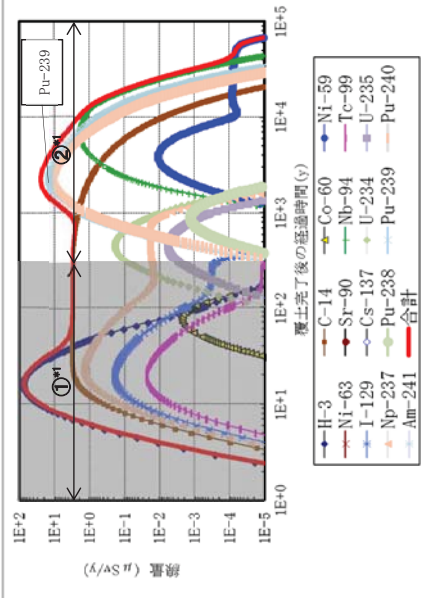 線量 (μSv/y)
1E+2
1E+1
1E+0
1E-1
1E-2
1E-3
1E-4
1E-5
①*1
②*1
Pu-239
1E+0
1E+1
1E+2
1E+3
1E+4
1E+5
覆土完了後の経過時間(y)
H-3 C-14 Co-60 Ni-59
Ni-63 Sr-90 Nb-94 Tc-99
I-129 Cs-137 U-234 U-235
Np-237 Pu-238 Pu-239 Pu-240
Am-241 合計